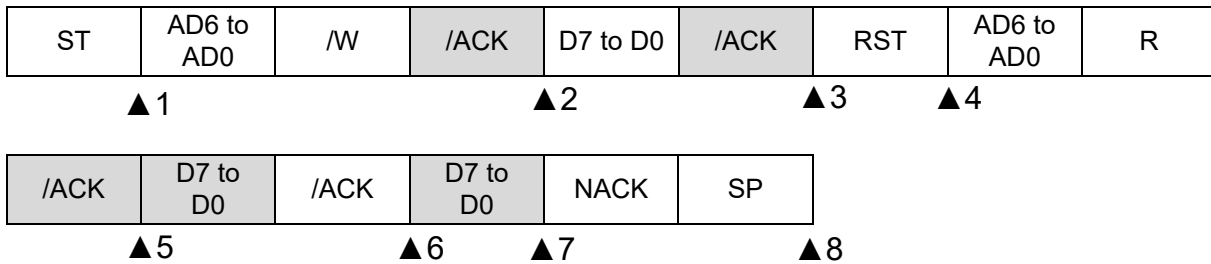 ST AD6 to AD0 /W /ACK D7 to D0 /ACK RST AD6 to AD0 R
▲1 ▲2 ▲3 ▲4
/ACK D7 to D0 /ACK D7 to D0 NACK SP
▲5 ▲6 ▲7 ▲8